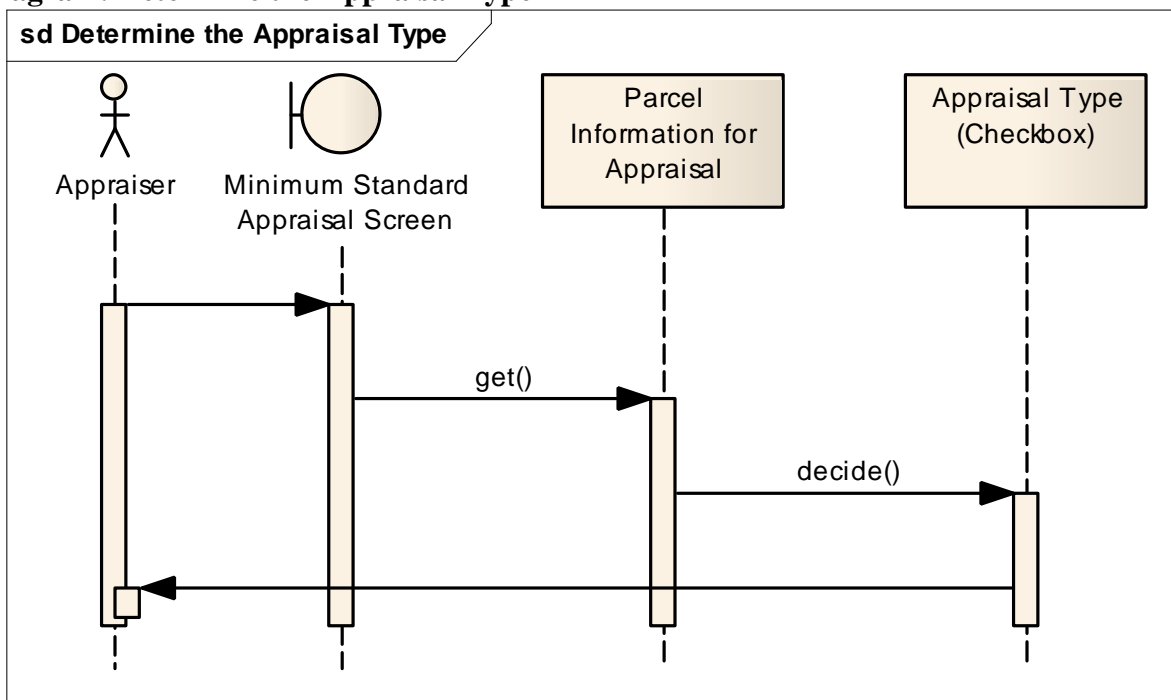 sd Determine the Appraisal Type
Appraiser
Minimum Standard
Appraisal Screen
Parcel
Information for
Appraisal
Appraisal Type
(Checkbox)
get()
decide()